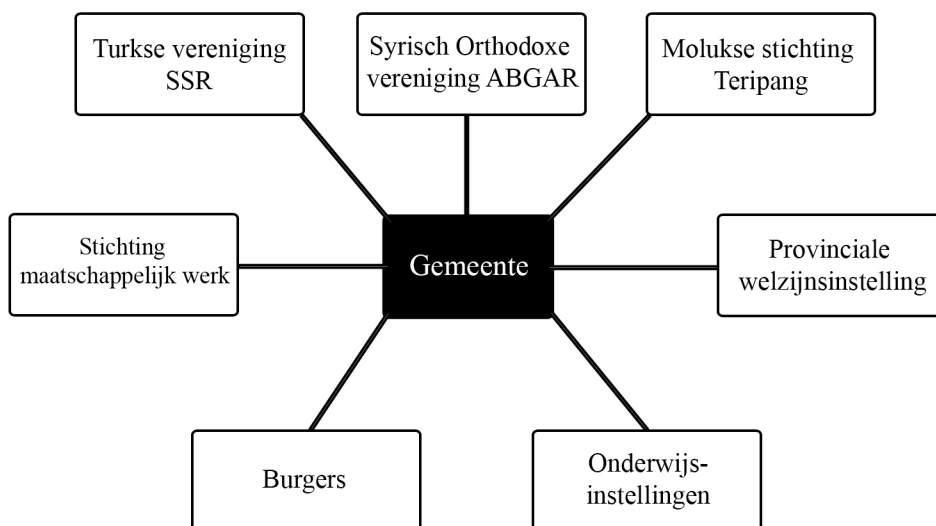 Turkse vereniging
SSR
Syrisch Orthodoxe
vereniging ABGAR
Molukse stichting
Teripang
Stichting
maatschappelijk werk
Gemeente
Provinciale
welzijnsinstelling
Burgers
Onderwijs-
instellingen